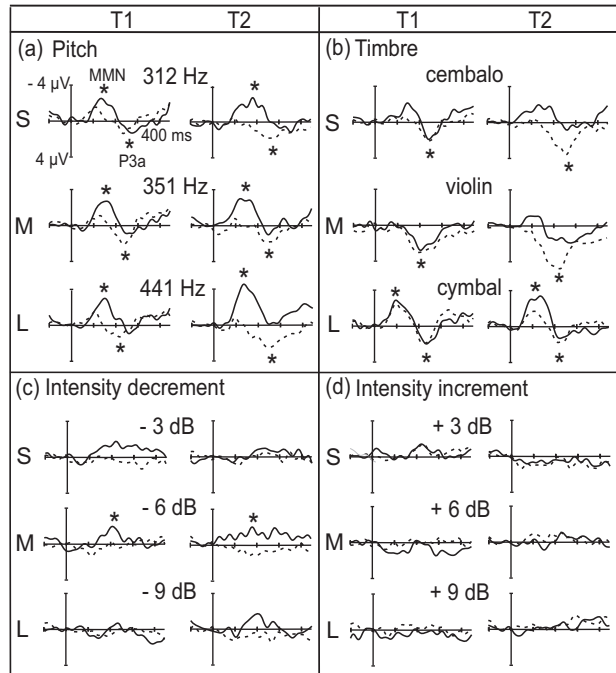 T1 T2 T1 T2
(a) Pitch
(b) Timbre
- 4 µV MMN 312 Hz
* *
cembalo
S
400 ms
4 µV P3a
* * * *
S
351 Hz
* *
violin
M
* * * *
M
441 Hz
* *
cymbal
* *
L
* * * *
L
(c) Intensity decrement
(d) Intensity increment
- 3 dB
+ 3 dB
S
S
- 6 dB
* *
+ 6 dB
M
M
- 9 dB
+ 9 dB
L
L